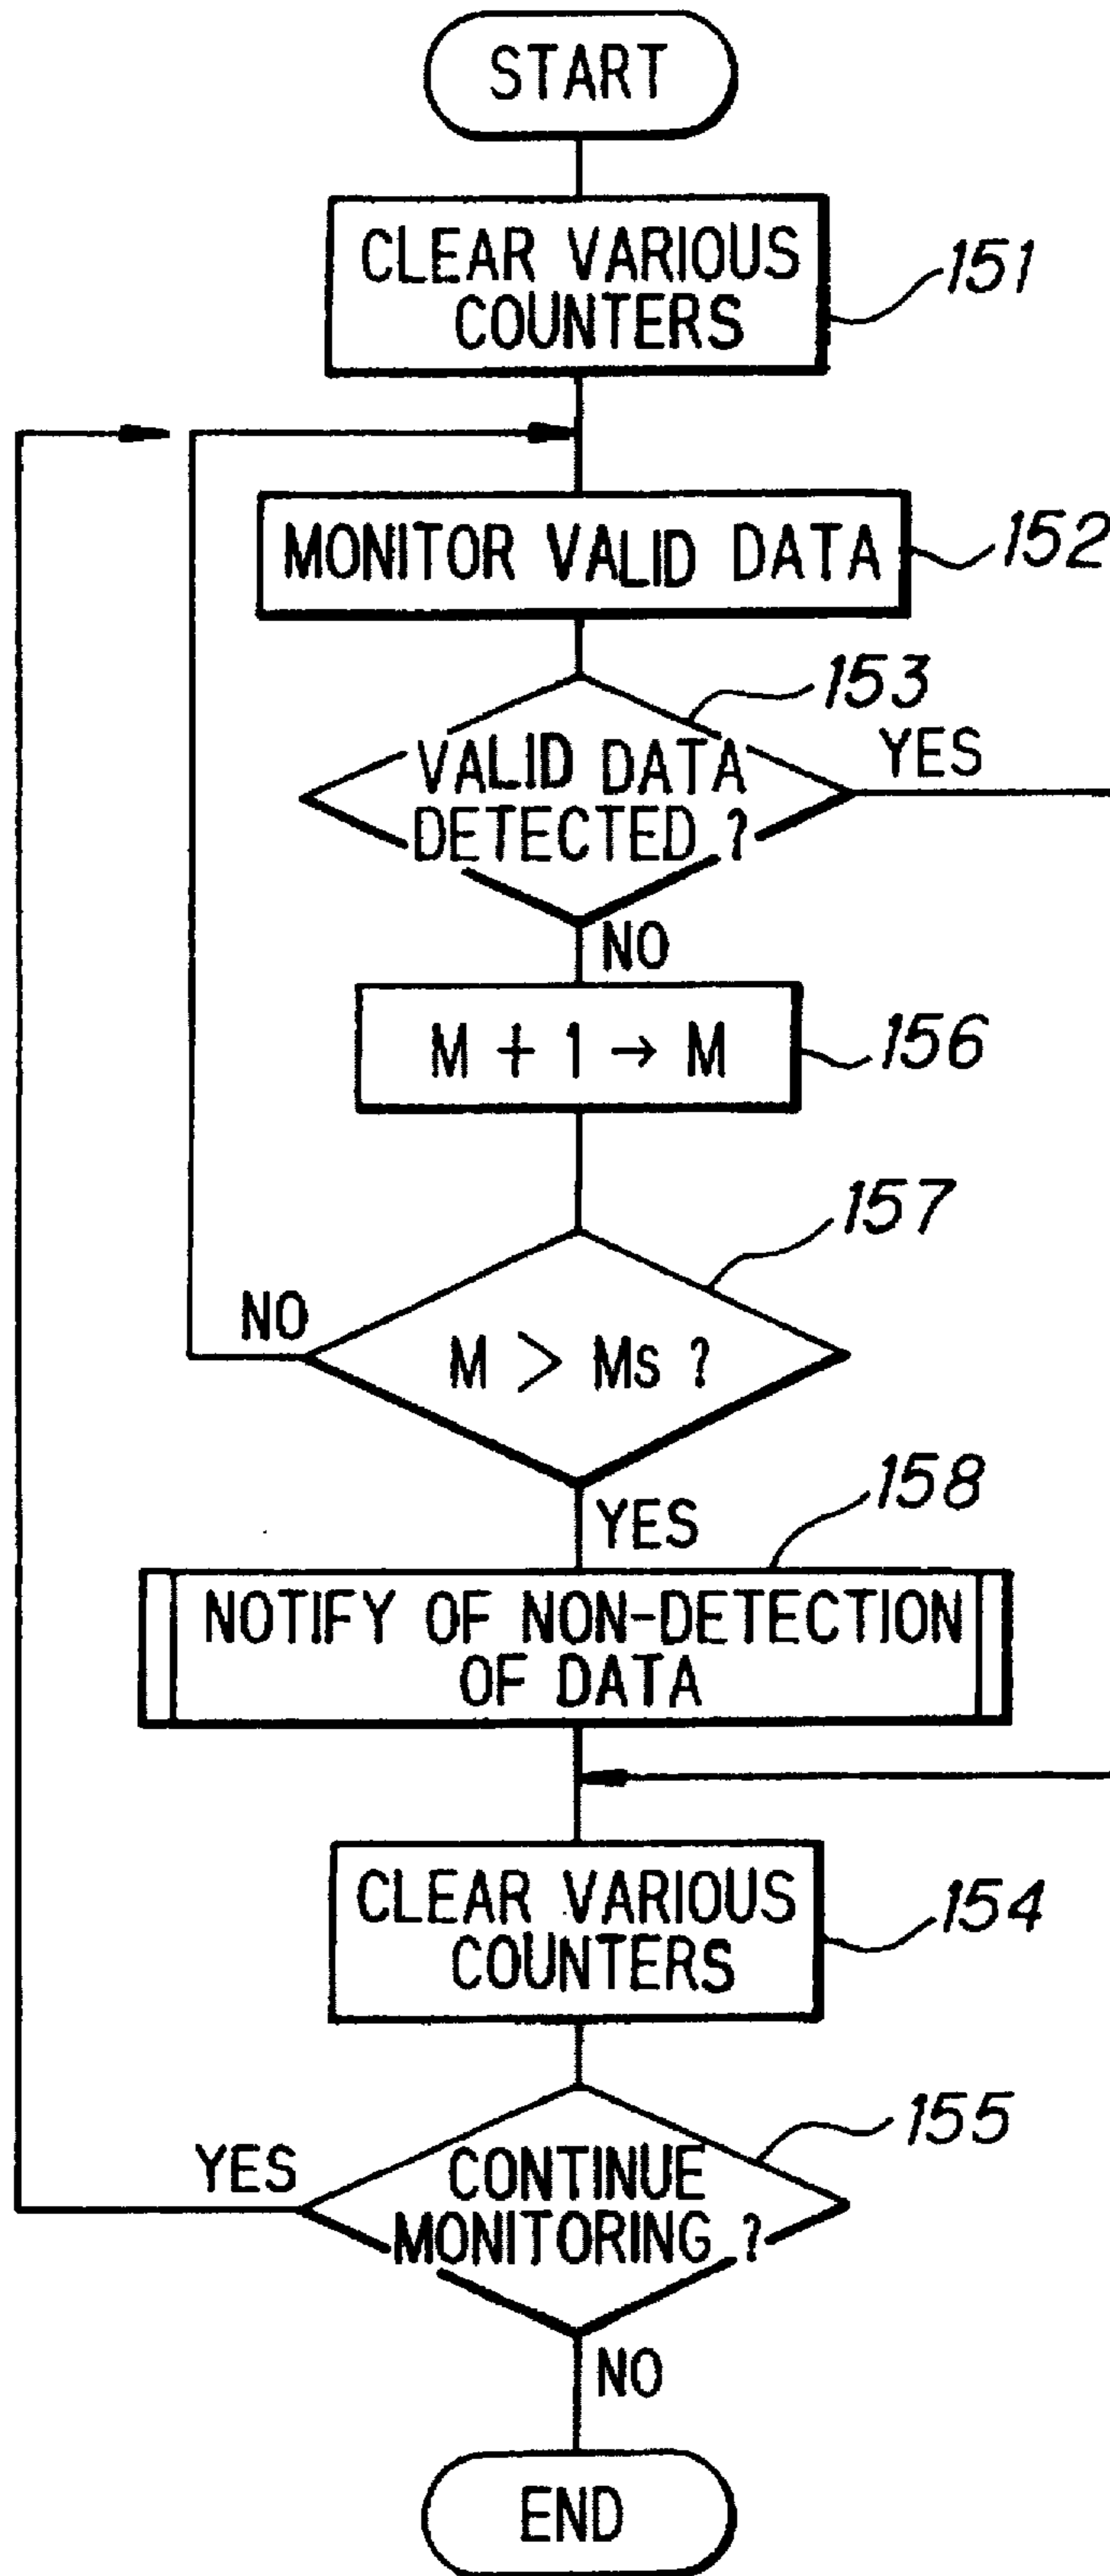 START
CLEAR VARIOUS
COUNTERS
151
MONITOR VALID DATA
152
153
VALID DATA
DETECTED ?
YES
NO
M + 1 → M
156
157
NO
M > Ms ?
YES
158
NOTIFY OF NON-DETECTION
OF DATA
CLEAR VARIOUS
COUNTERS
154
155
YES
CONTINUE
MONITORING ?
NO
END